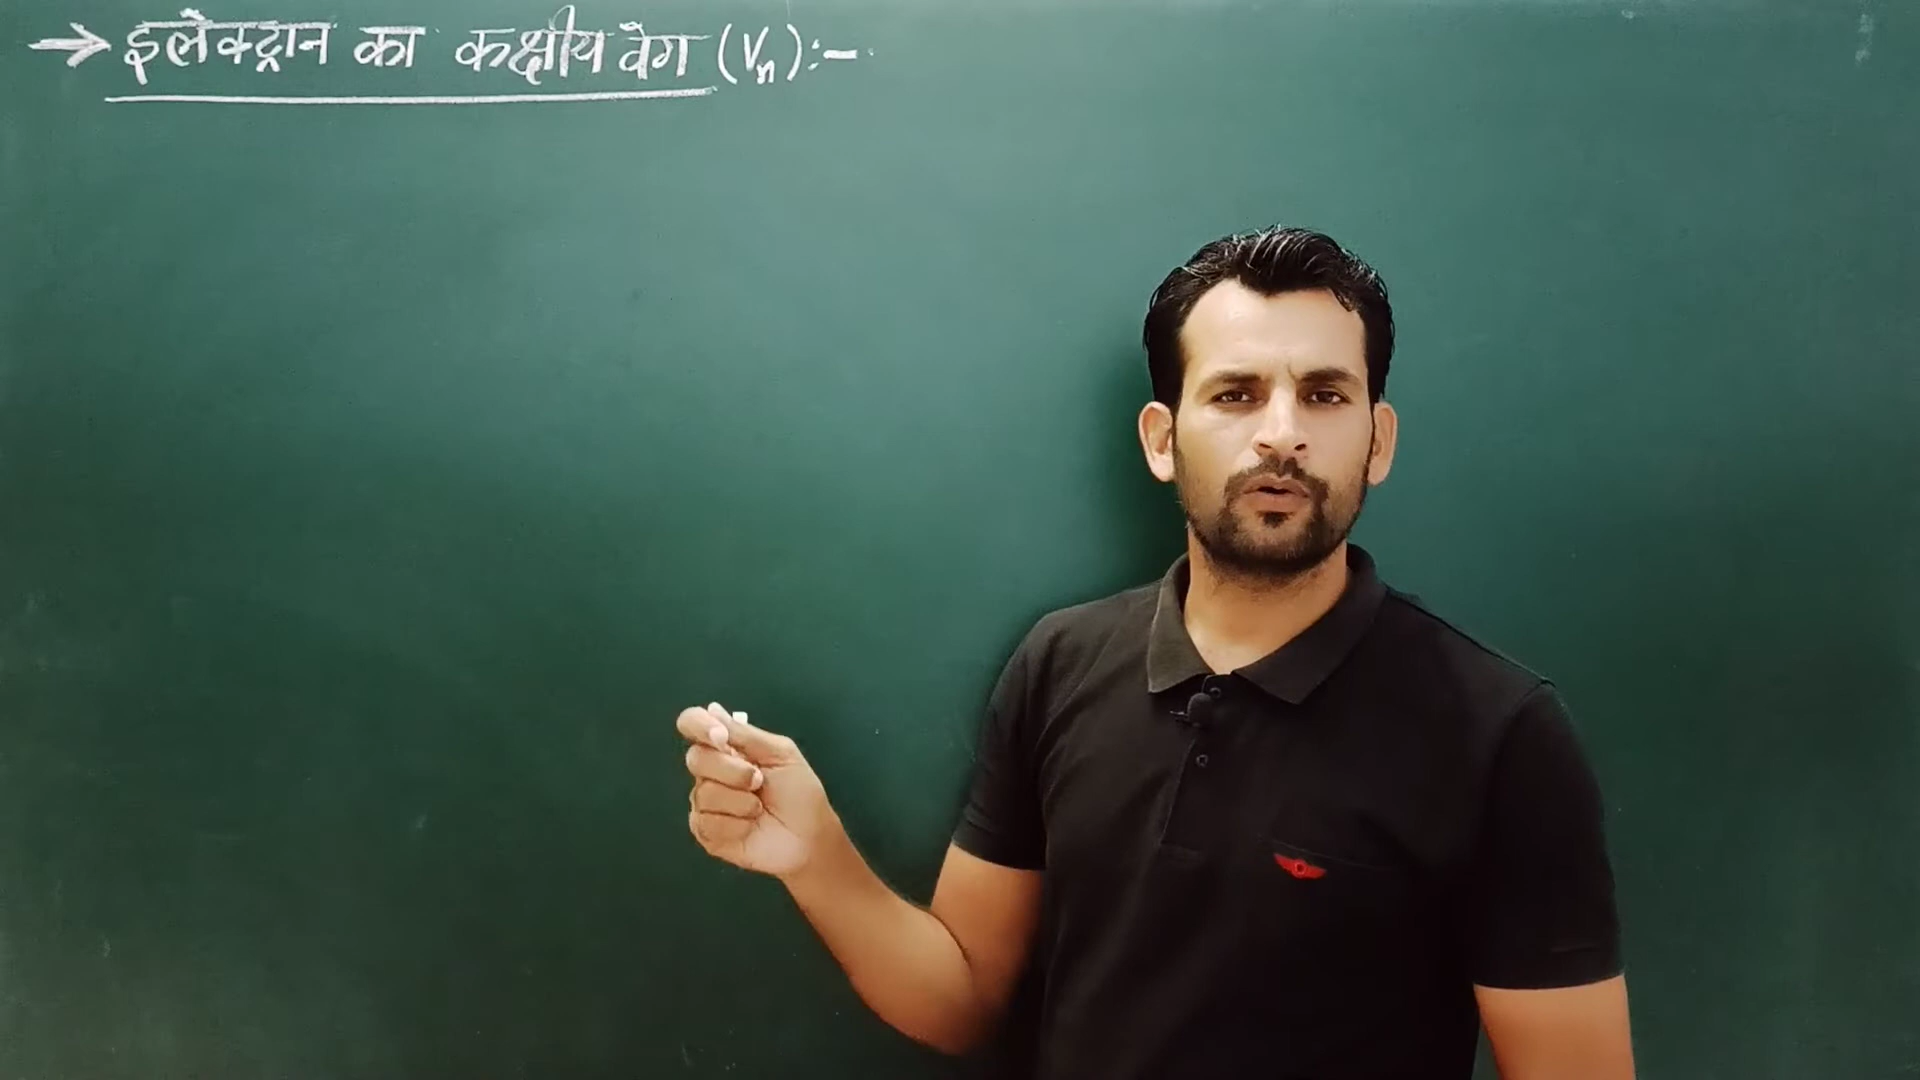 → इलेक्ट्रान का कक्षीय वेग (Vn):-